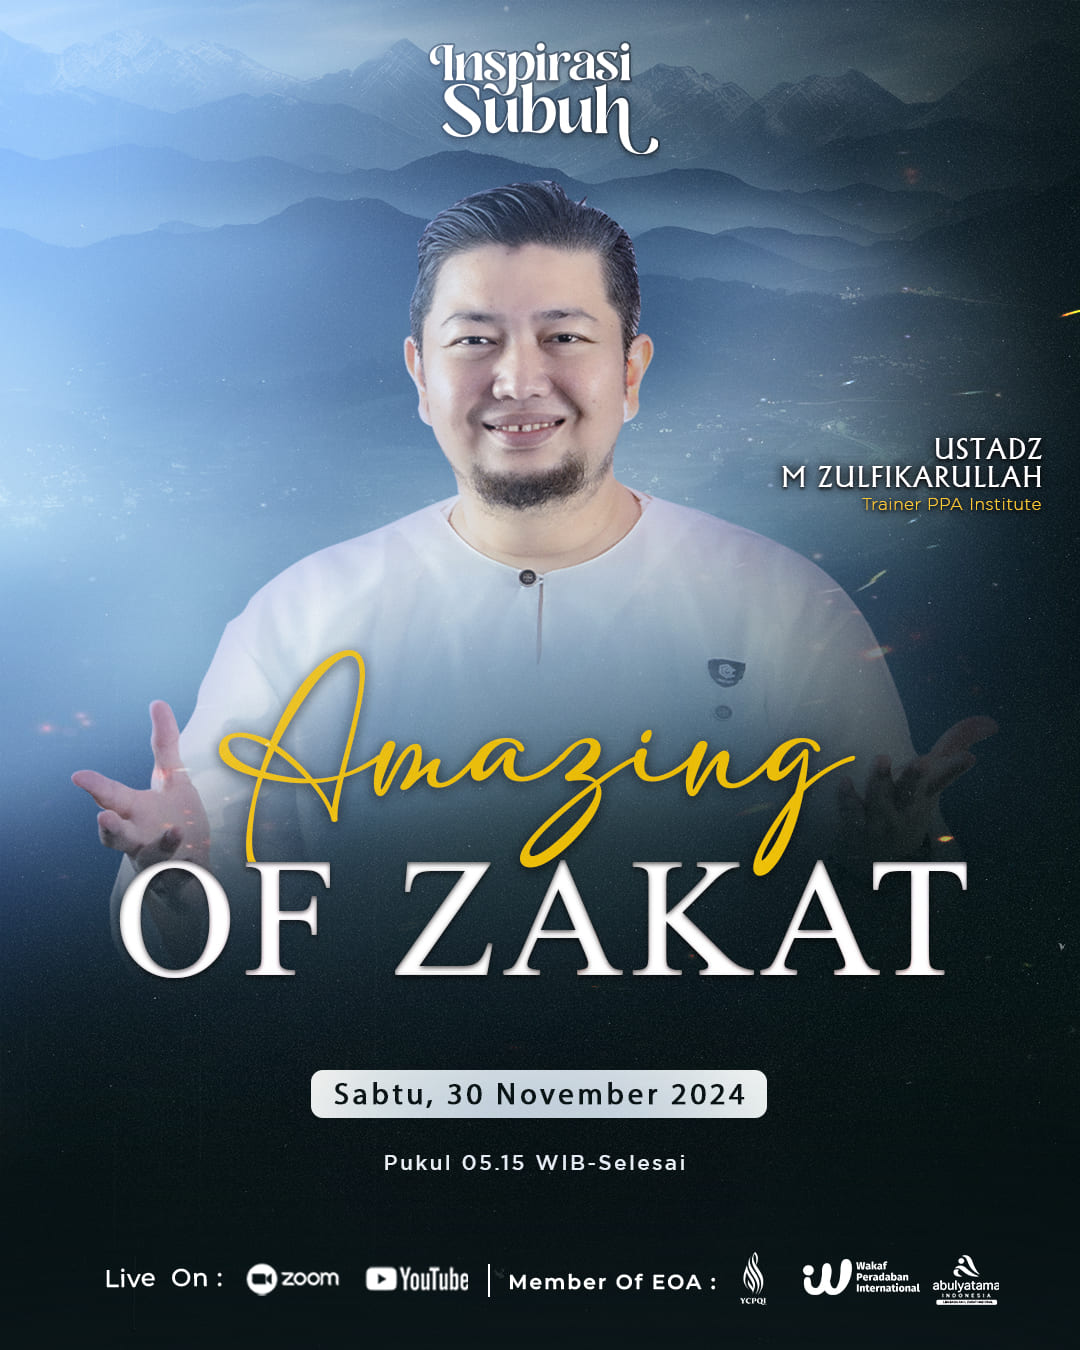 Inspirasi
Subuh
USTADZ
M ZULFIKARULLAH
Trainer PPA Institute
Amazing
OF ZAKAT
Sabtu, 30 November 2024
Pukul 05.15 WIB-Selesai
Live On : zoom YouTube | Member Of EOA :
YCPQI
Wakaf
Peradaban
International
abulyatama
INDONESIA